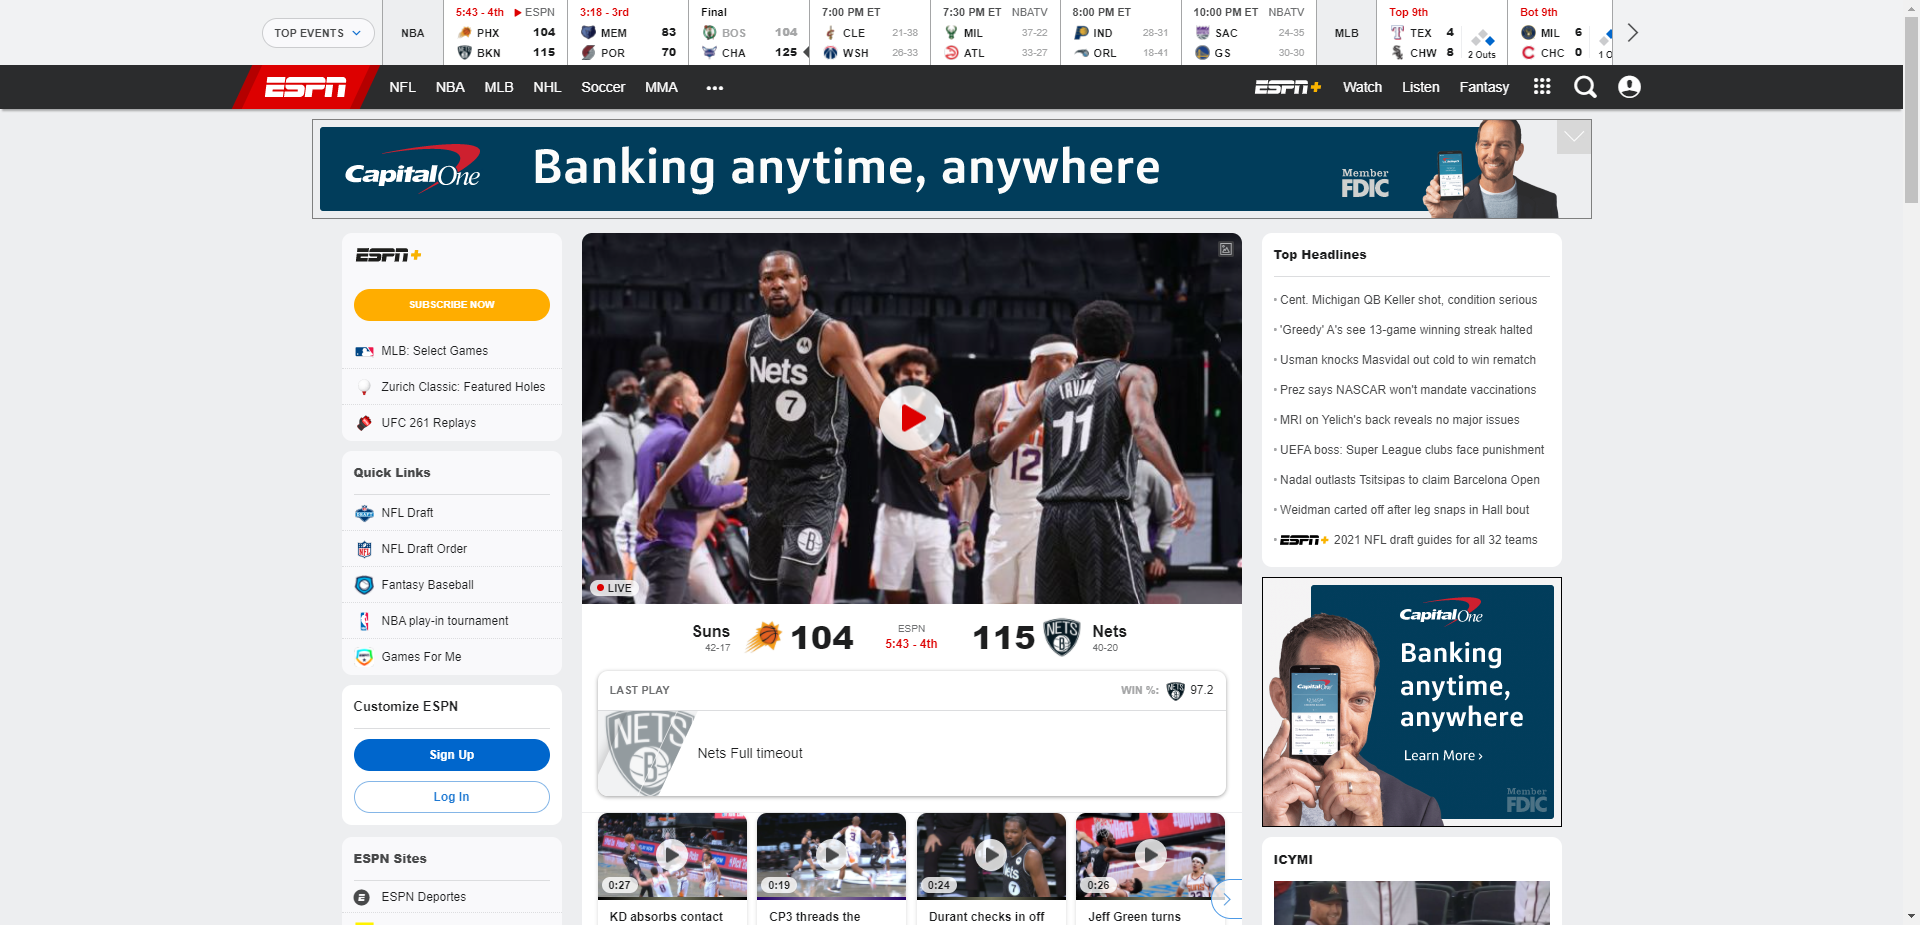 TOP EVENTS
NBA
5:43 - 4th ESPN
PHX 104
BKN 115
3:18 - 3rd
MEM 83
POR 70
Final
BOS 104
CHA 125
7:00 PM ET
CLE 21-38
WSH 26-33
7:30 PM ET NBATV
MIL 37-22
ATL 33-27
8:00 PM ET
IND 28-31
ORL 18-41
10:00 PM ET NBATV
SAC 24-35
GS 30-30
MLB
Top 9th
TEX 4
CHW 8
2 Outs
Bot 9th
MIL 6
CHC 0
1 O
ESPN
NFL NBA MLB NHL Soccer MMA
ESPN+ Watch Listen Fantasy
Capital One
Banking anytime, anywhere
Member
FDIC
ESPN+
SUBSCRIBE NOW
MLB: Select Games
Zurich Classic: Featured Holes
UFC 261 Replays
Quick Links
NFL Draft
NFL Draft Order
Fantasy Baseball
NBA play-in tournament
Games For Me
Customize ESPN
Sign Up
Log In
ESPN Sites
ESPN Deportes
Nets
7
IRVING
11
12
LIVE
Suns
42-17
104
ESPN
5:43 - 4th
115
NETS
B
Nets
40-20
LAST PLAY
WIN %: 97.2
NETS
B
Nets Full timeout
0:27
KD absorbs contact
0:19
CP3 threads the
0:24
Durant checks in off
0:26
Jeff Green turns
Top Headlines
Cent. Michigan QB Keller shot, condition serious
'Greedy' A's see 13-game winning streak halted
Usman knocks Masvidal out cold to win rematch
Prez says NASCAR won't mandate vaccinations
MRI on Yelich's back reveals no major issues
UEFA boss: Super League clubs face punishment
Nadal outlasts Tsitsipas to claim Barcelona Open
Weidman carted off after leg snaps in Hall bout
ESPN+ 2021 NFL draft guides for all 32 teams
Capital One
Banking
anytime,
anywhere
Learn More ›
Member
FDIC
ICYMI